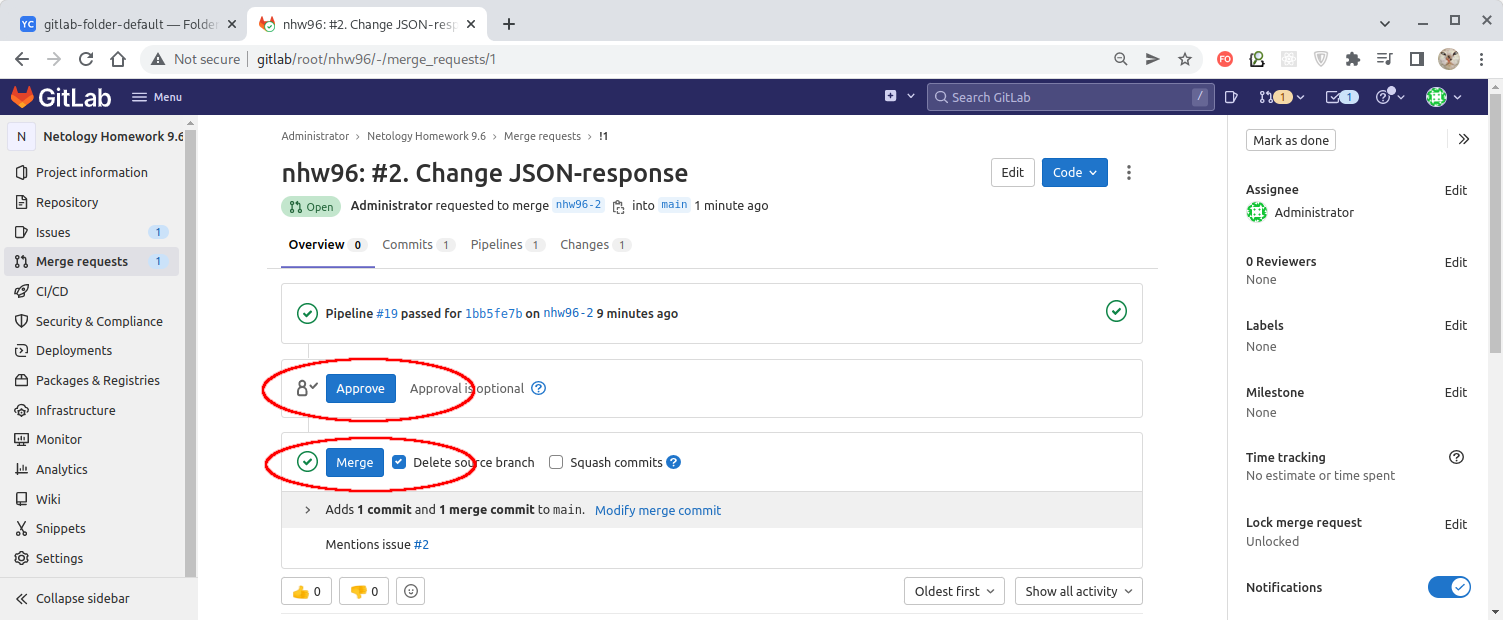 YC gitlab-folder-default — Folde
nhw96: #2. Change JSON-resp
Not secure gitlab/root/nhw96/-/merge_requests/1
FO
GitLab Menu Search GitLab / 1 1
N Netology Homework 9.6
Project information
Repository
Issues 1
Merge requests 1
CI/CD
Security & Compliance
Deployments
Packages & Registries
Infrastructure
Monitor
Analytics
Wiki
Snippets
Settings
Collapse sidebar
Administrator › Netology Homework 9.6 › Merge requests › !1
nhw96: #2. Change JSON-response
Edit Code
Open Administrator requested to merge nhw96-2 into main 1 minute ago
Overview 0 Commits 1 Pipelines 1 Changes 1
Pipeline #19 passed for 1bb5fe7b on nhw96-2 9 minutes ago
Approve Approval is optional ?
Merge Delete source branch Squash commits ?
Adds 1 commit and 1 merge commit to main. Modify merge commit
Mentions issue #2
0 0 Oldest first Show all activity
Mark as done
Assignee Edit
Administrator
0 Reviewers Edit
None
Labels Edit
None
Milestone Edit
None
Time tracking ?
No estimate or time spent
Lock merge request Edit
Unlocked
Notifications